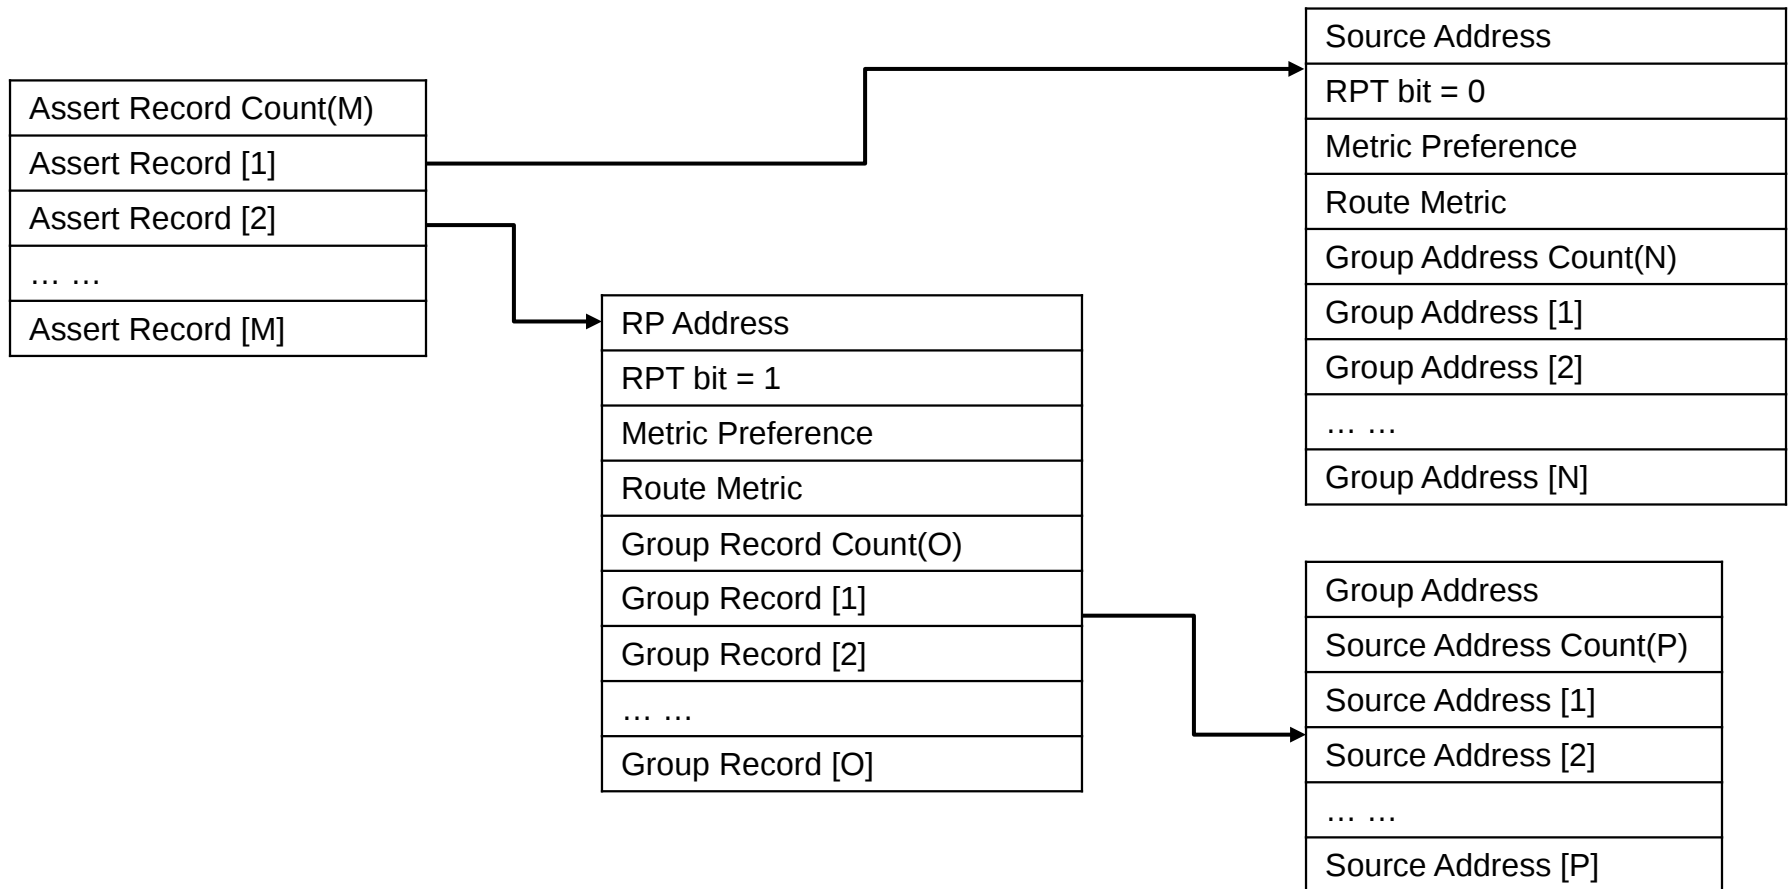 Assert Record Count(M)
Assert Record [1]
Assert Record [2]
… …
Assert Record [M]
RP Address
RPT bit = 1
Metric Preference
Route Metric
Group Record Count(O)
Group Record [1]
Group Record [2]
… …
Group Record [O]
Source Address
RPT bit = 0
Metric Preference
Route Metric
Group Address Count(N)
Group Address [1]
Group Address [2]
… …
Group Address [N]
Group Address
Source Address Count(P)
Source Address [1]
Source Address [2]
… …
Source Address [P]